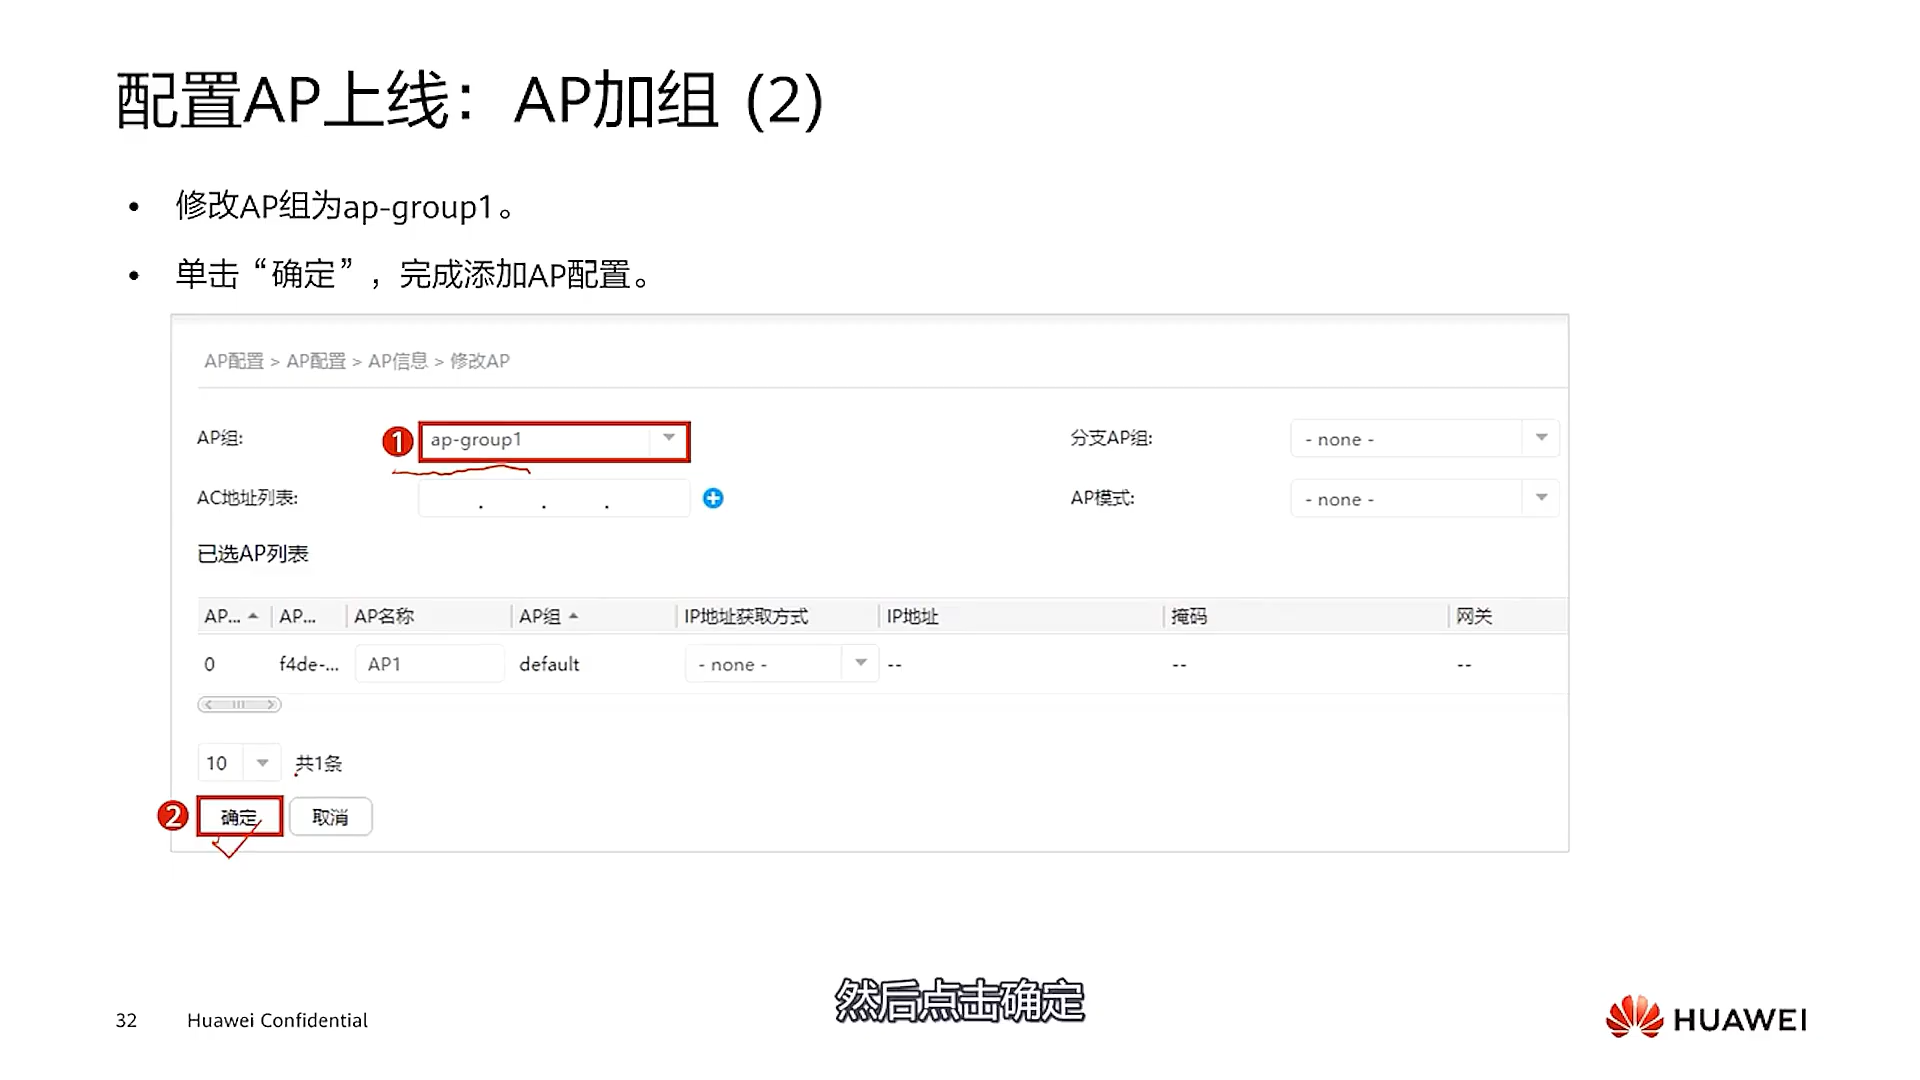 配置AP上线：AP加组 (2)
• 修改AP组为ap-group1。
• 单击“确定”，完成添加AP配置。
AP配置 > AP配置 > AP信息 > 修改AP
AP组: 1 ap-group1 分支AP组: - none -
AC地址列表: . . . AP模式: - none -
已选AP列表
AP... AP... AP名称 AP组 IP地址获取方式 IP地址 掩码 网关
0 f4de-... AP1 default - none - -- -- --
10 共1条
2 确定 取消
然后点击确定
32 Huawei Confidential
HUAWEI